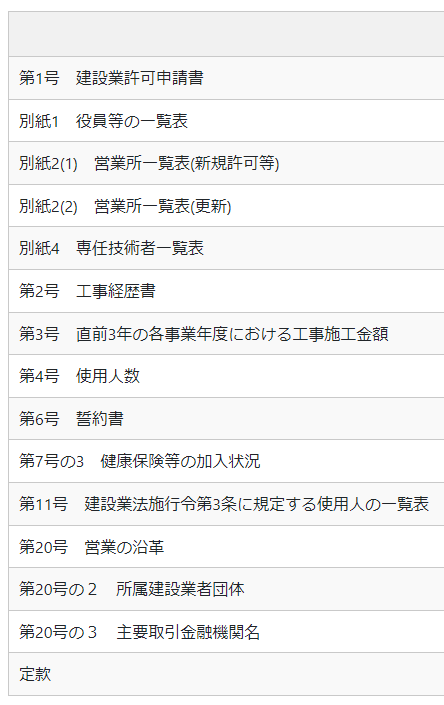 第1号　建設業許可申請書
別紙1　役員等の一覧表
別紙2(1)　営業所一覧表(新規許可等)
別紙2(2)　営業所一覧表(更新)
別紙4　専任技術者一覧表
第2号　工事経歴書
第3号　直前3年の各事業年度における工事施工金額
第4号　使用人数
第6号　誓約書
第7号の3　健康保険等の加入状況
第11号　建設業法施行令第3条に規定する使用人の一覧表
第20号　営業の沿革
第20号の２　所属建設業者団体
第20号の３　主要取引金融機関名
定款